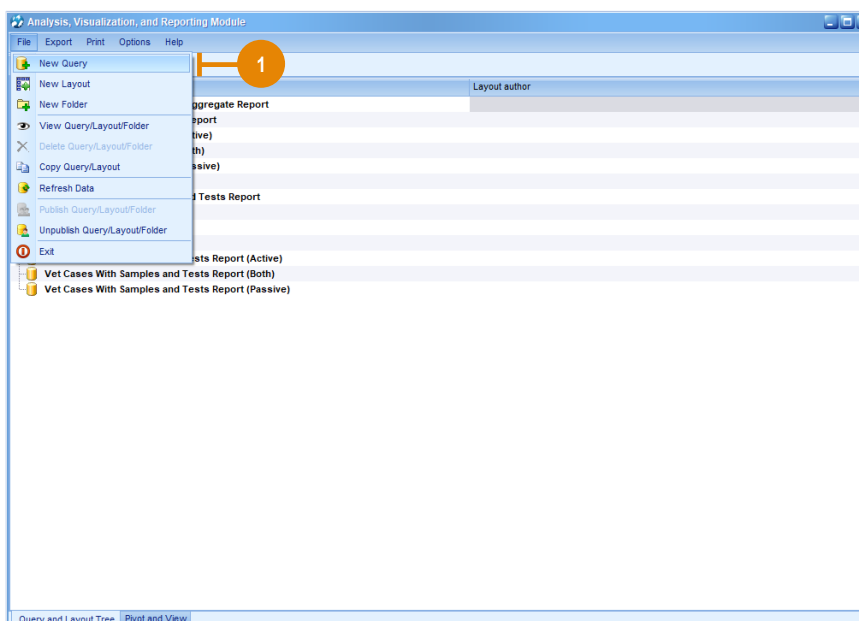 Analysis, Visualization, and Reporting Module
File Export Print Options Help
New Query
1
New Layout
Layout author
New Folder
ggregate Report
eport
View Query/Layout/Folder
tive)
Delete Query/Layout/Folder
th)
Copy Query/Layout
ssive)
Refresh Data
d Tests Report
Publish Query/Layout/Folder
Unpublish Query/Layout/Folder
Exit
ests Report (Active)
Vet Cases With Samples and Tests Report (Both)
Vet Cases With Samples and Tests Report (Passive)
Query and Layout Tree Pivot and View